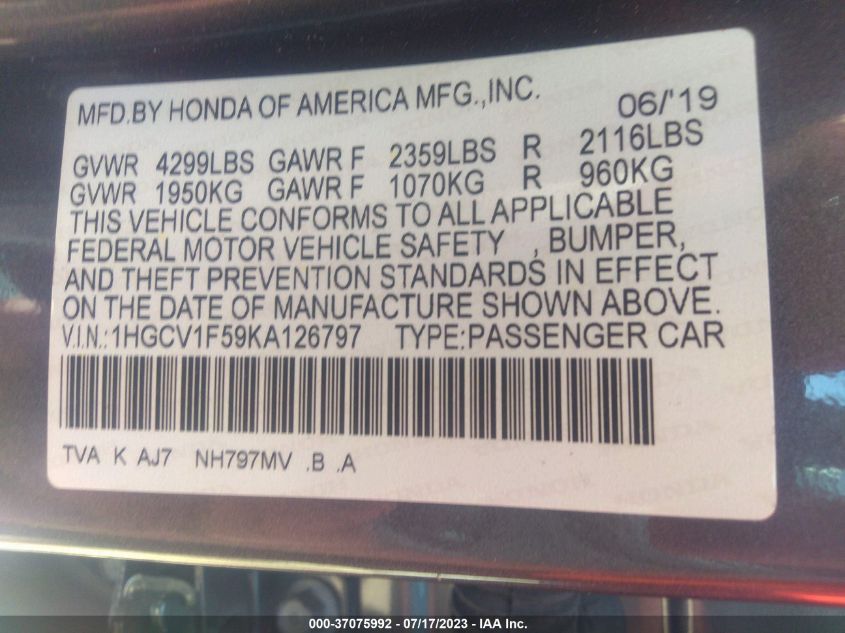 MFD.BY HONDA OF AMERICA MFG.,INC. 06/'19
GVWR 4299LBS GAWR F 2359LBS R 2116LBS
GVWR 1950KG GAWR F 1070KG R 960KG
THIS VEHICLE CONFORMS TO ALL APPLICABLE
FEDERAL MOTOR VEHICLE SAFETY , BUMPER,
AND THEFT PREVENTION STANDARDS IN EFFECT
ON THE DATE OF MANUFACTURE SHOWN ABOVE.
V.I.N.:1HGCV1F59KA126797 TYPE:PASSENGER CAR
TVA K AJ7 NH797MV .B .A
000-37075992 - 07/17/2023 - IAA Inc.